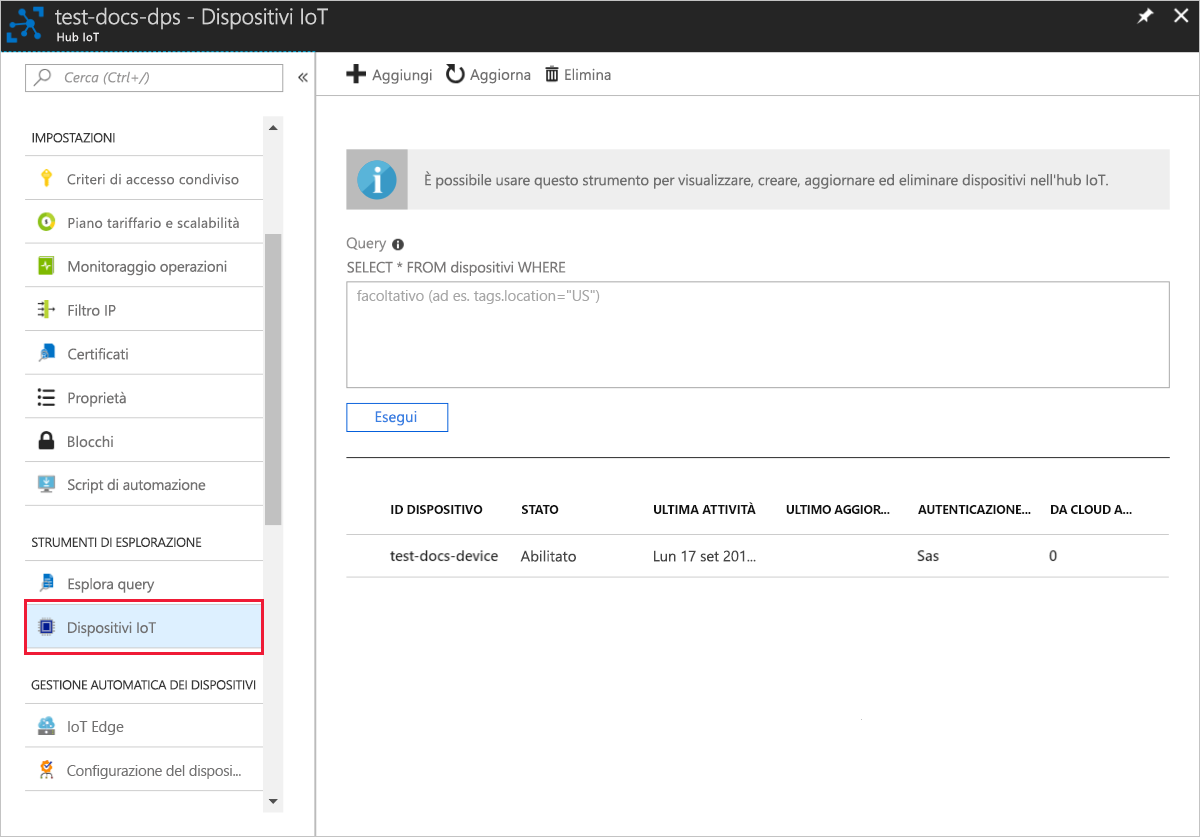 test-docs-dps - Dispositivi IoT
Hub IoT
Cerca (Ctrl+/)
«
IMPOSTAZIONI
Criteri di accesso condiviso
Piano tariffario e scalabilità
Monitoraggio operazioni
Filtro IP
Certificati
Proprietà
Blocchi
Script di automazione
STRUMENTI DI ESPLORAZIONE
Esplora query
Dispositivi IoT
GESTIONE AUTOMATICA DEI DISPOSITIVI
IoT Edge
Configurazione del disposi...
Aggiungi Aggiorna Elimina
È possibile usare questo strumento per visualizzare, creare, aggiornare ed eliminare dispositivi nell'hub IoT.
Query
SELECT * FROM dispositivi WHERE
facoltativo (ad es. tags.location="US")
Esegui
ID DISPOSITIVO STATO ULTIMA ATTIVITÀ ULTIMO AGGIOR... AUTENTICAZIONE... DA CLOUD A...
test-docs-device Abilitato Lun 17 set 201... Sas 0